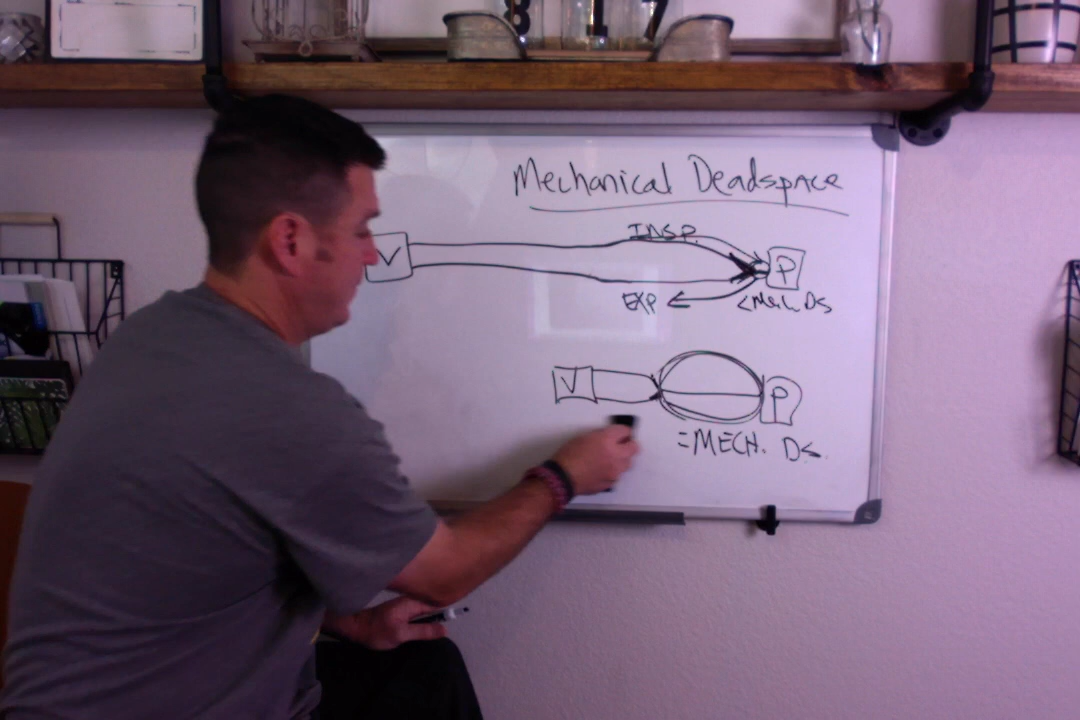 Mechanical Deadspace
INSP.
V
P
EXP
<Mech. DS
V
P
=MECH. DS.